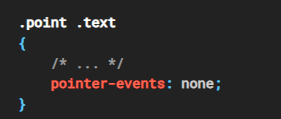 .point .text
{
    /* ... */
    pointer-events: none;
}